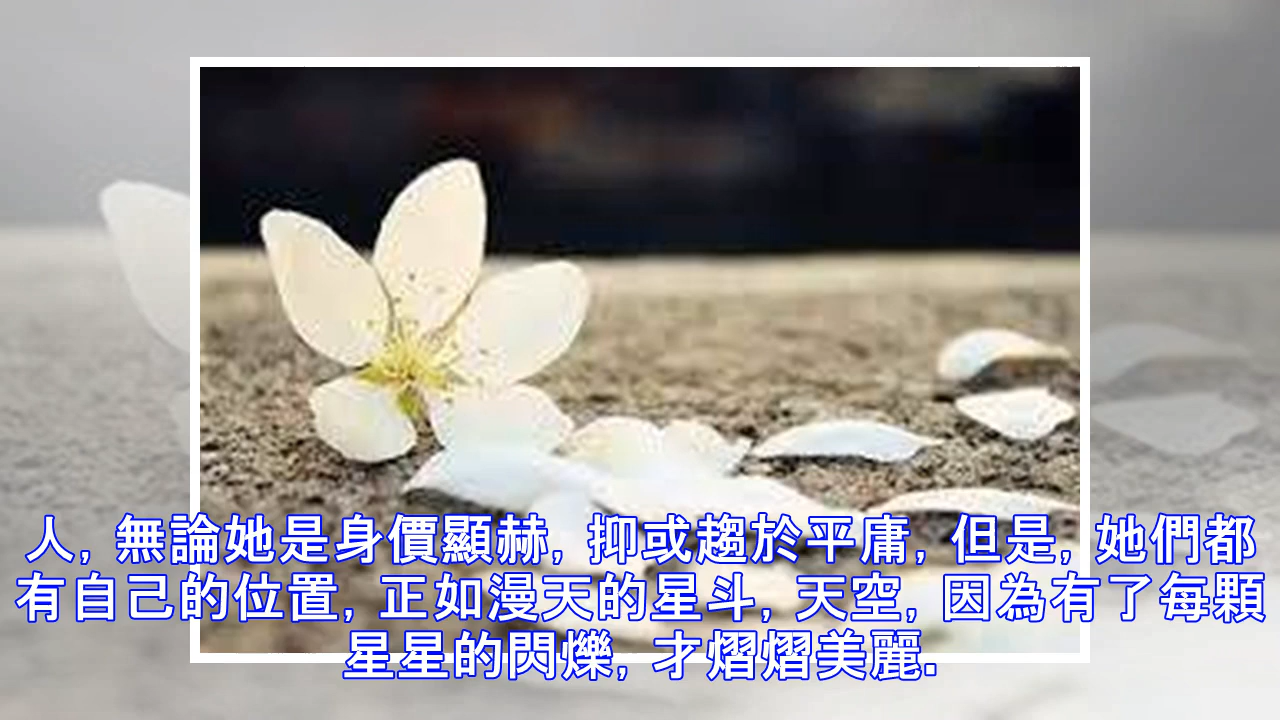 人, 無論她是身價顯赫, 抑或趨於平庸, 但是, 她們都
有自己的位置, 正如漫天的星斗, 天空, 因為有了每顆
星星的閃爍, 才熠熠美麗.